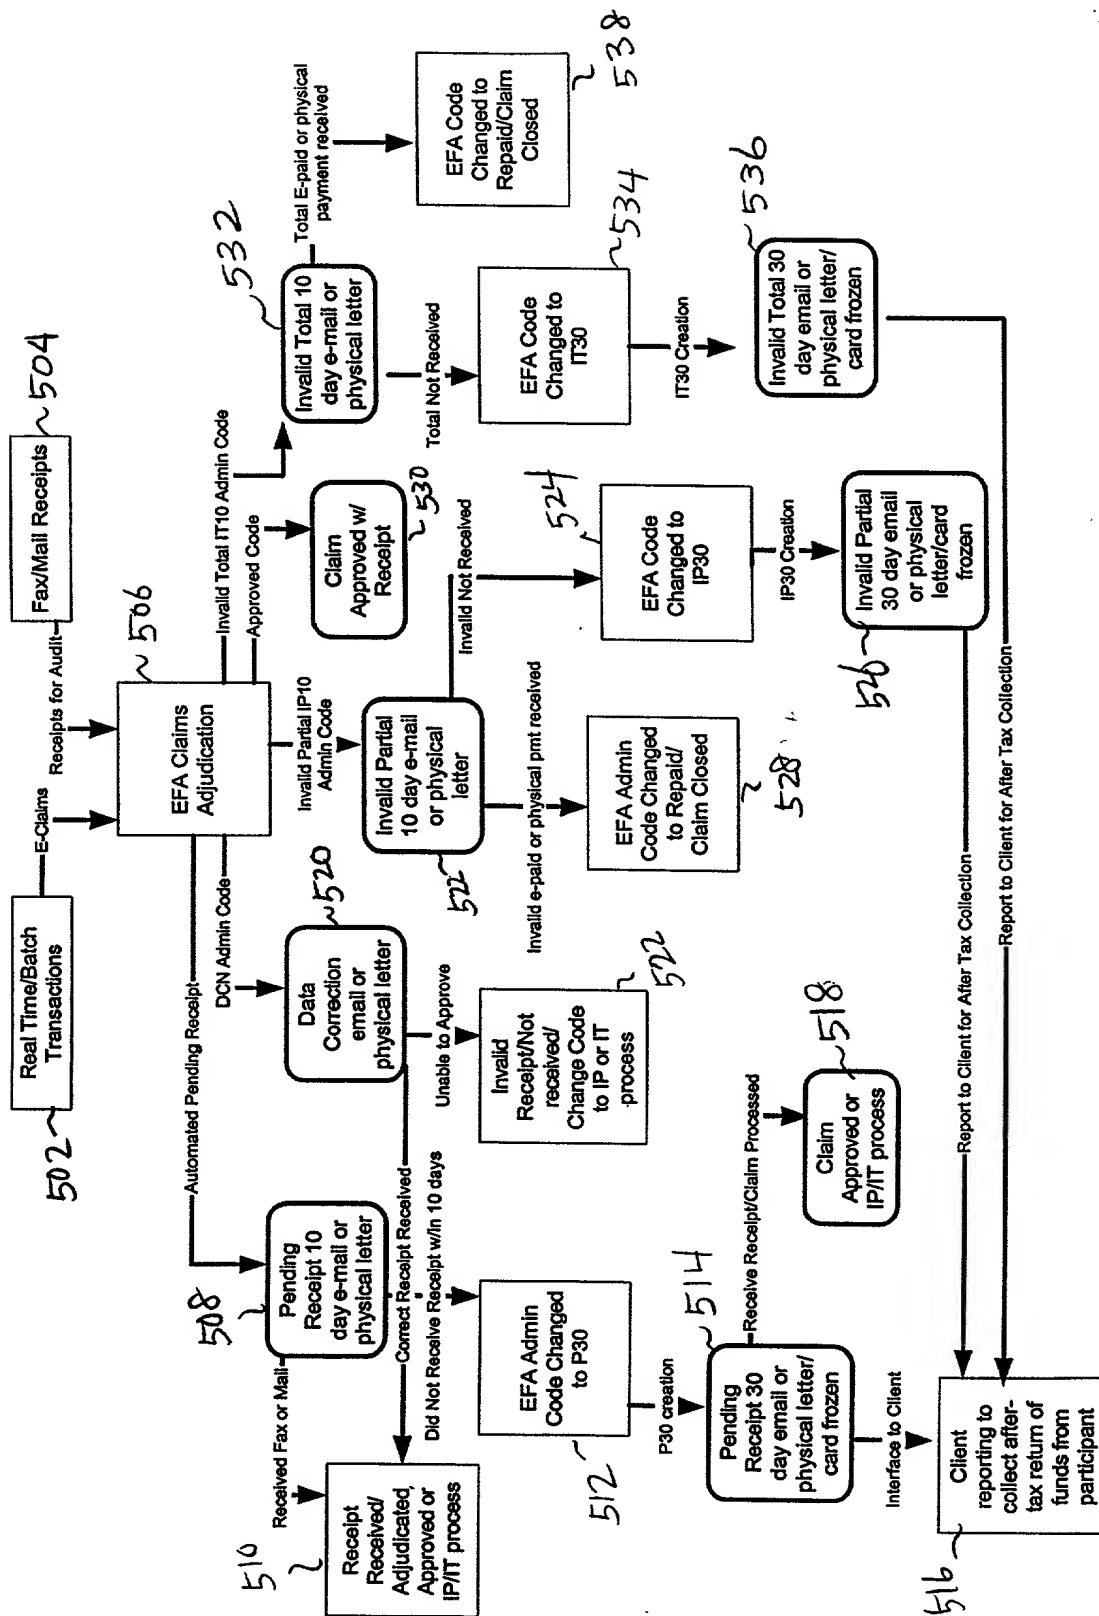 Real Time/Batch
Transactions
502
E-Claims
Fax/Mail Receipts
504
Receipts for Audit
EFA Claims
Adjudication
506
Automated Pending Receipt
DCN Admin Code
Invalid Partial IP10
Admin Code
Approved Code
Invalid Total IT10 Admin Code
Pending
Receipt 10
day e-mail or
physical letter
508
Received Fax or Mail
Receipt
Received/
Adjudicated,
Approved or
IP/IT process
510
Correct Receipt Received
Did Not Receive Receipt w/In 10 days
Data
Correction
email or
physical letter
520
Unable to Approve
Invalid
Receipt/Not
received/
Change Code
to IP or IT
process
522
Invalid Partial
10 day e-mail
or physical
letter
522
Invalid e-paid or physical pmt received
Invalid Not Received
Claim
Approved w/
Receipt
530
Invalid Total 10
day e-mail or
physical letter
532
Total E-paid or physical
payment received
Total Not Received
EFA Code
Changed to
Repaid/Claim
Closed
538
EFA Admin
Code Changed
to P30
512
P30 creation
EFA Admin
Code Changed
to Repaid/
Claim Closed
528
EFA Code
Changed to
IP30
524
IP30 Creation
EFA Code
Changed to
IT30
534
IT30 Creation
Pending
Receipt 30
day email or
physical letter/
card frozen
514
Receive Receipt/Claim Processed
Interface to Client
Claim
Approved or
IP/IT process
518
Invalid Partial
30 day email
or physical
letter/card
frozen
526
Invalid Total 30
day email or
physical letter/
card frozen
536
Report to Client for After Tax Collection
Report to Client for After Tax Collection
Client
reporting to
collect after-
tax return of
funds from
participant
516